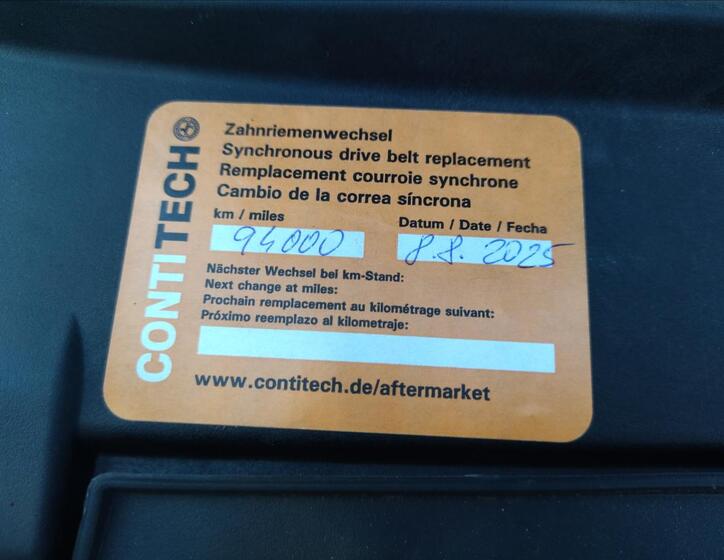 CONTITECH
Zahnriemenwechsel
Synchronous drive belt replacement
Remplacement courroie synchrone
Cambio de la correa síncrona
km / miles Datum / Date / Fecha
94000 8.8.2025
Nächster Wechsel bei km-Stand:
Next change at miles:
Prochain remplacement au kilométrage suivant:
Próximo reemplazo al kilometraje:
www.contitech.de/aftermarket